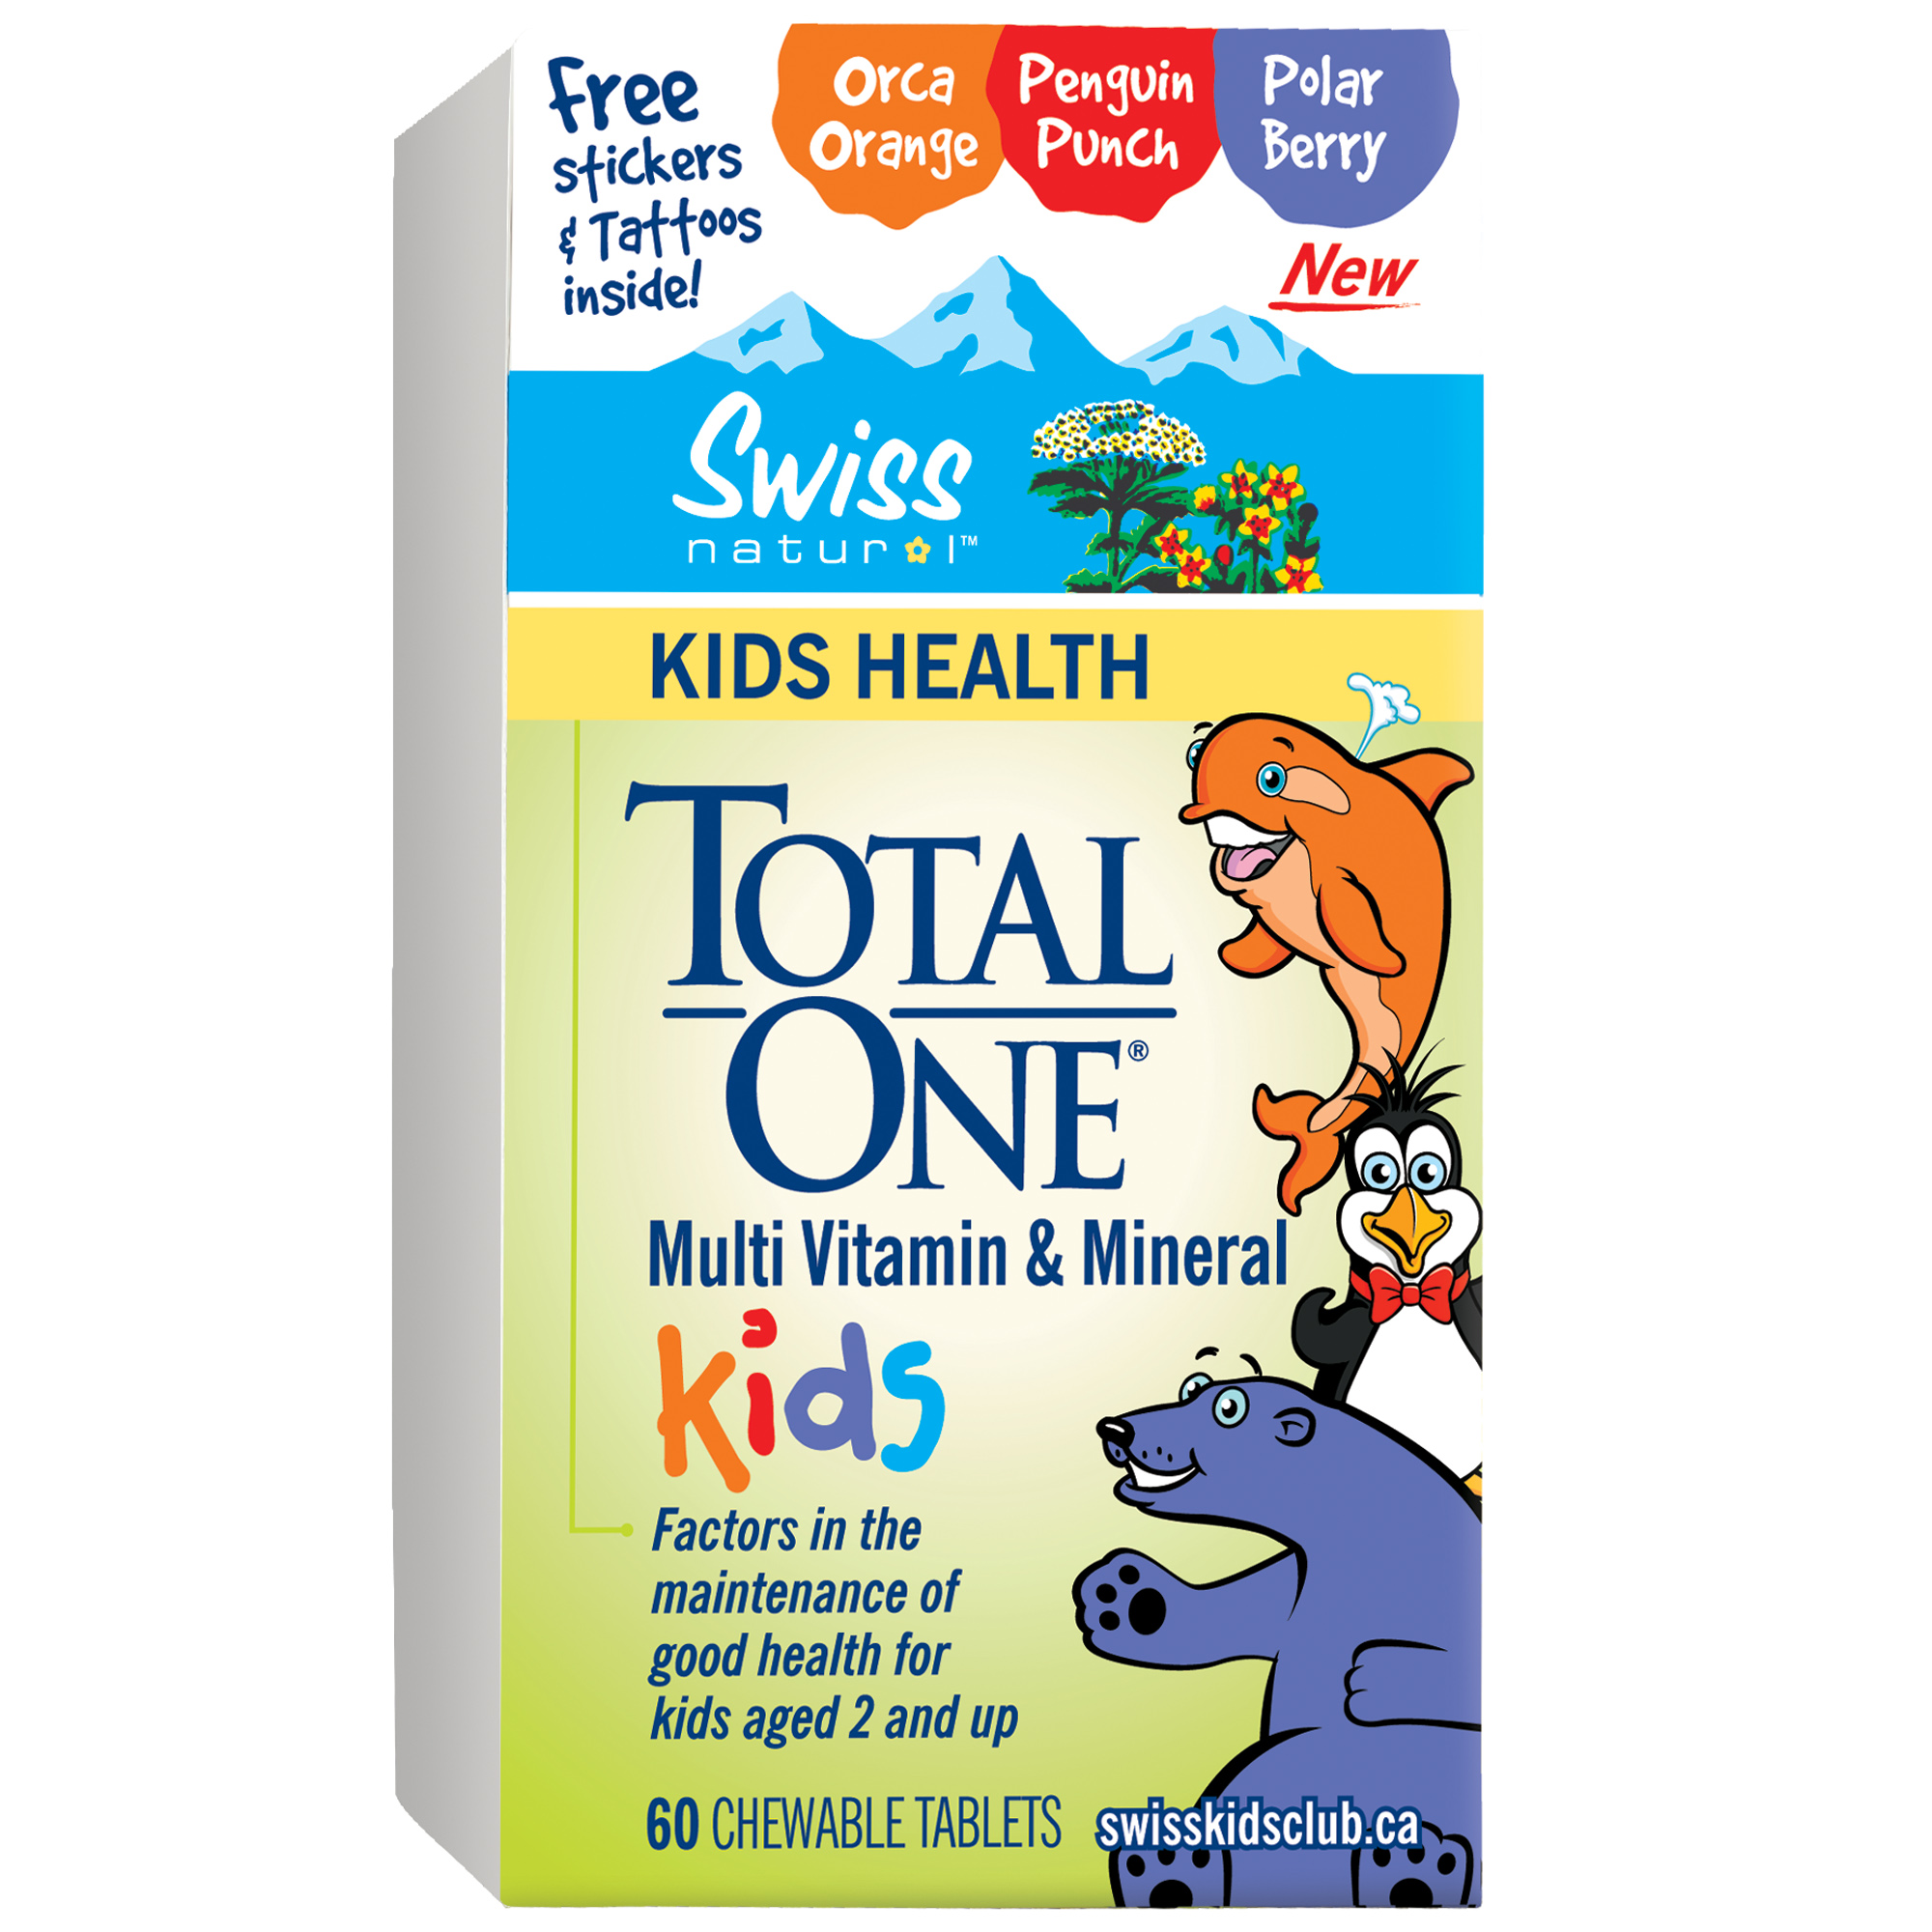 Free
stickers
& Tattoos
inside!
Orca
Orange
Penguin
Punch
Polar
Berry
New
Swiss
natural™
KIDS HEALTH
TOTAL
ONE®
Multi Vitamin & Mineral
Kids
Factors in the
maintenance of
good health for
kids aged 2 and up
60 CHEWABLE TABLETS
swisskidsclub.ca